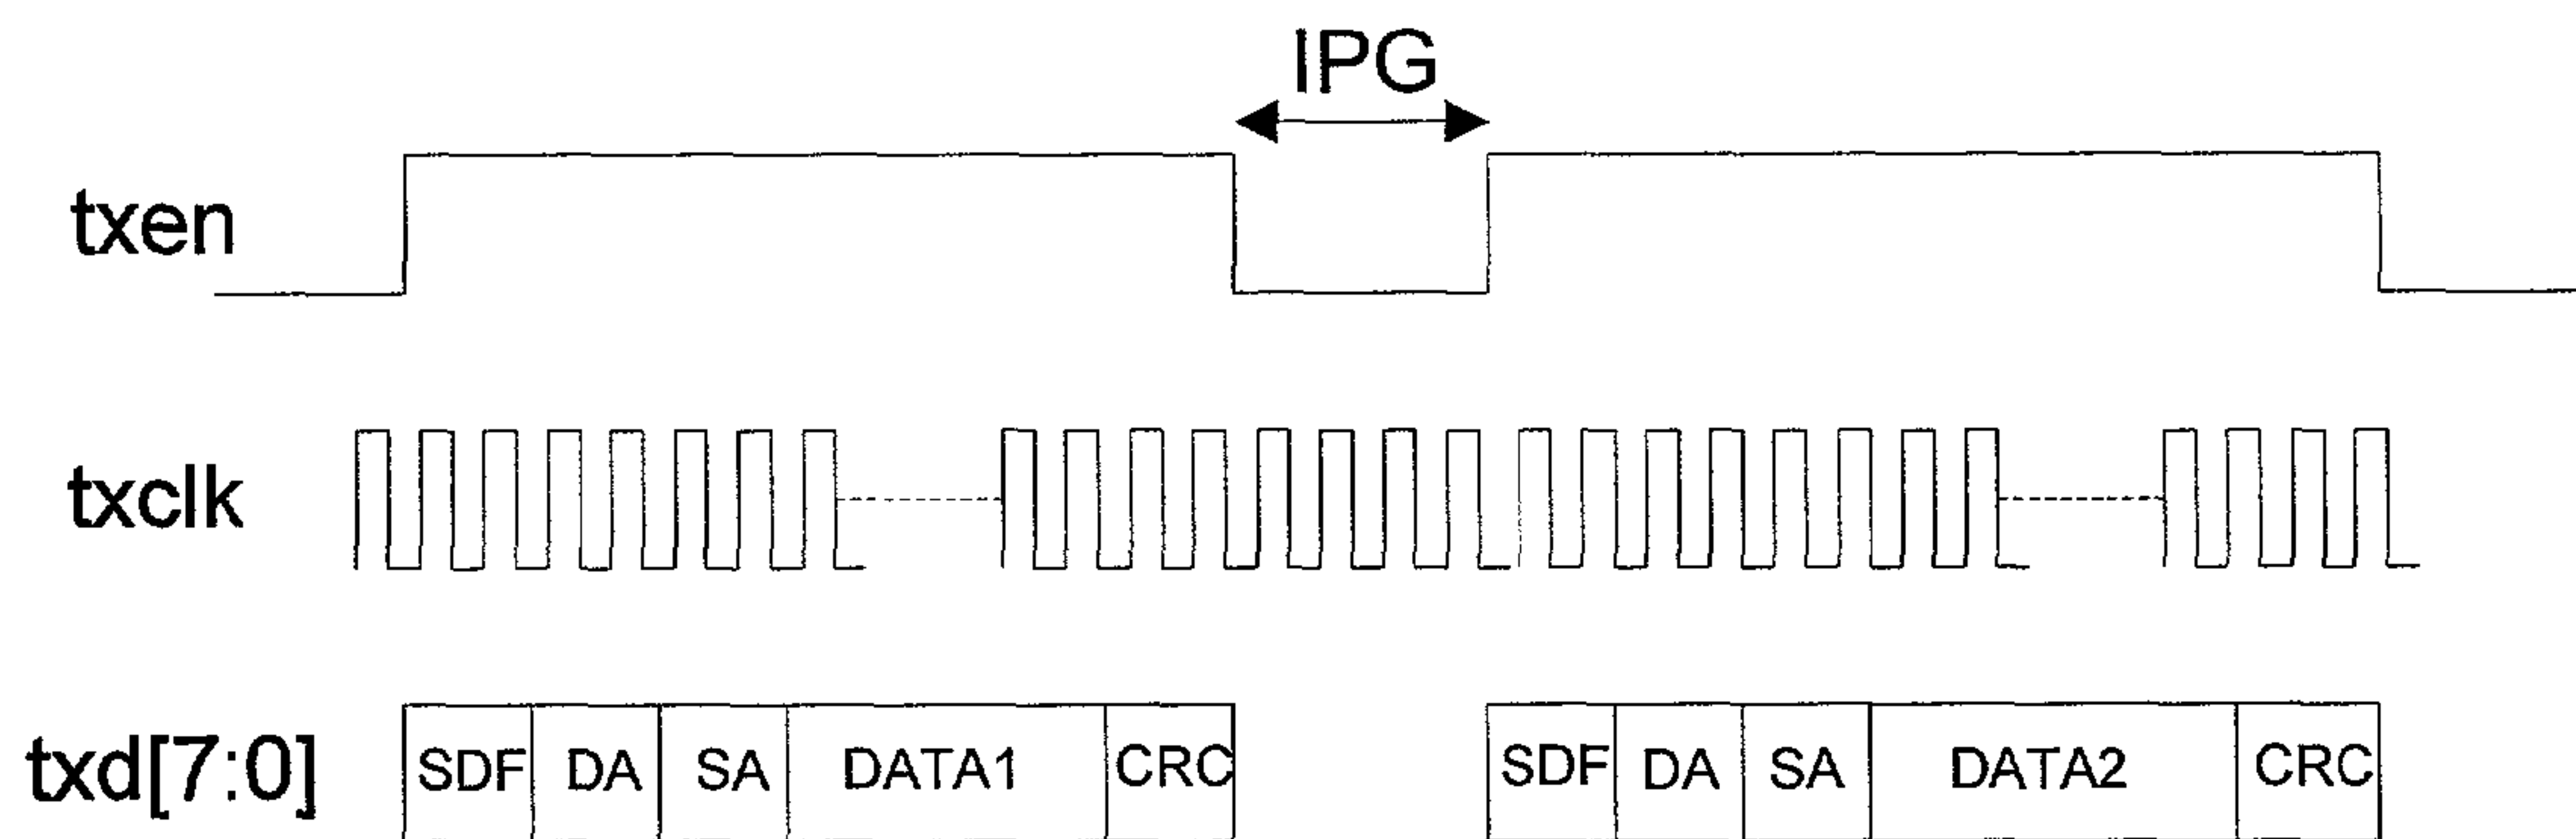 IPG
txen
txclk
txd[7:0] SDF DA SA DATA1 CRC SDF DA SA DATA2 CRC